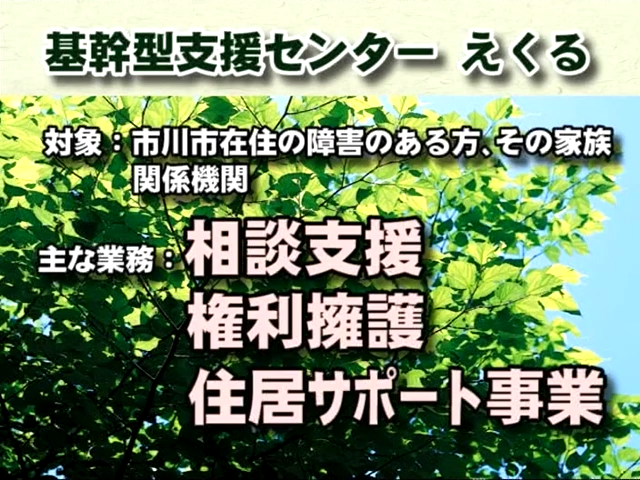 基幹型支援センター えくる
対象：市川市在住の障害のある方、その家族
関係機関
主な業務：相談支援
権利擁護
住居サポート事業